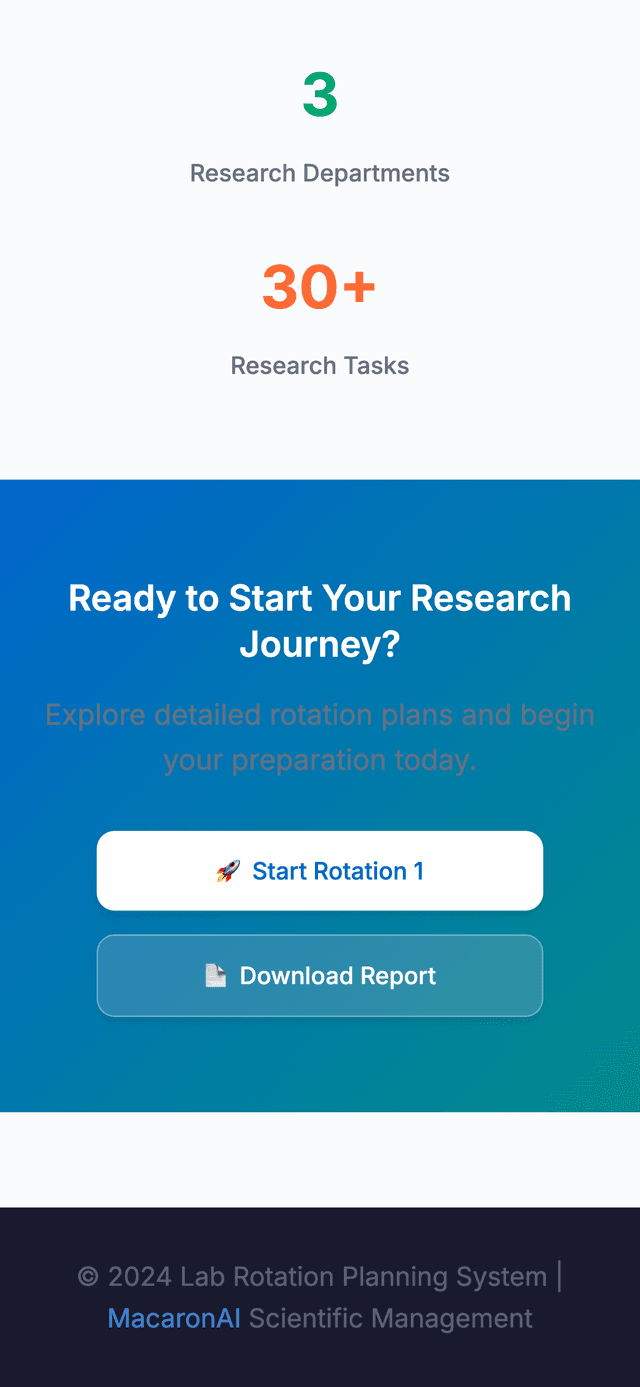 3
Research Departments
30+
Research Tasks
Ready to Start Your Research
Journey?
Explore detailed rotation plans and begin
your preparation today.
🚀 Start Rotation 1
📄 Download Report
© 2024 Lab Rotation Planning System |
MacaronAI Scientific Management